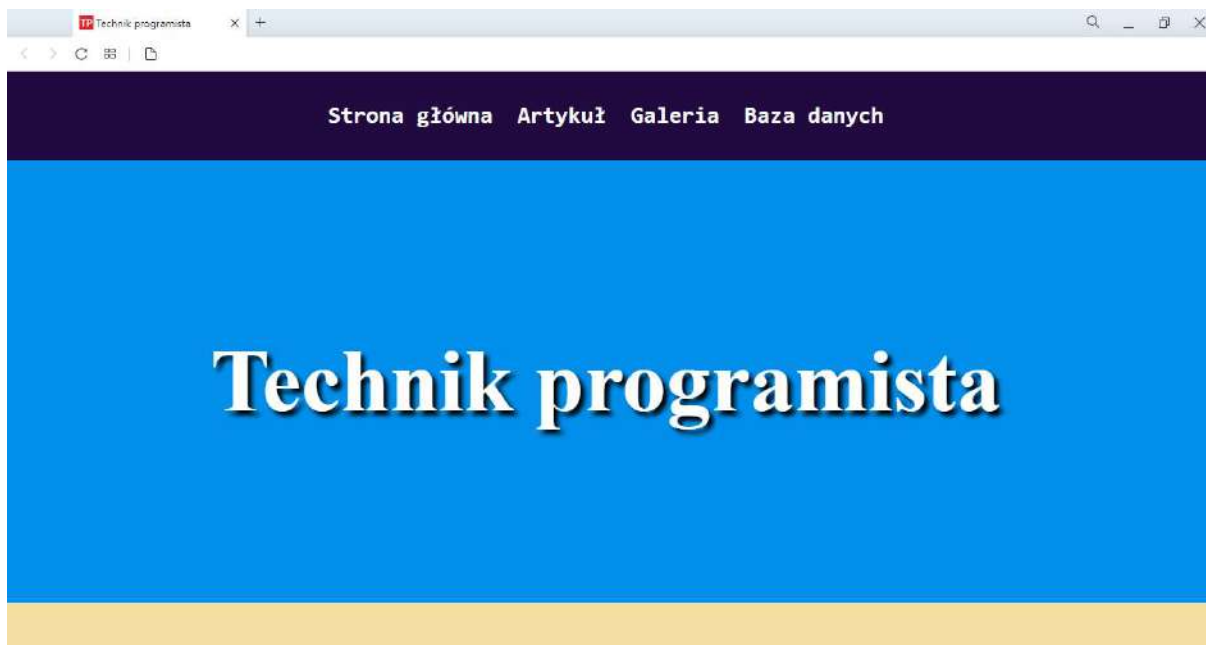 TP Technik programista
Strona główna Artykuł Galeria Baza danych
Technik programista